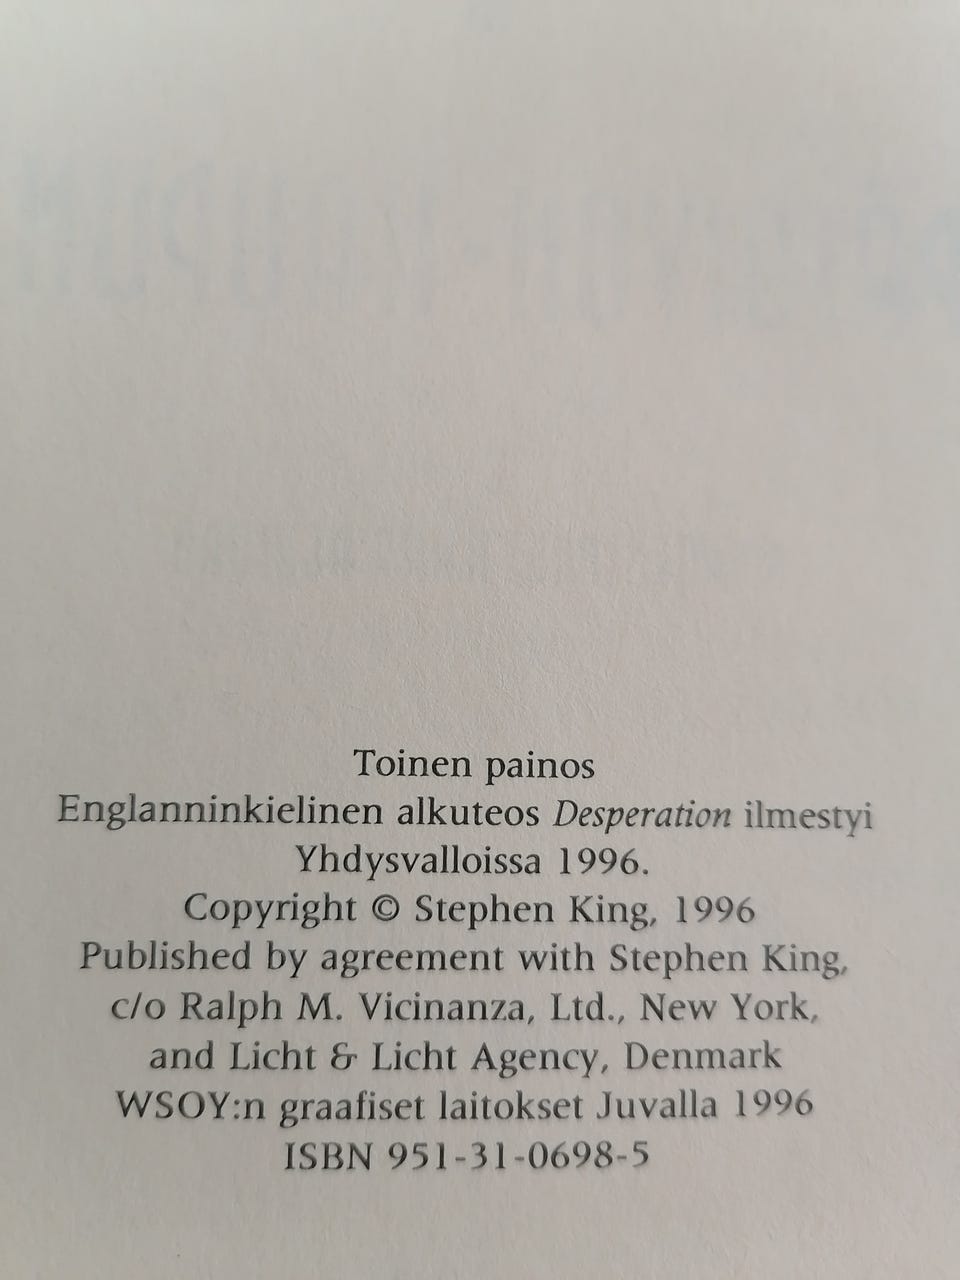 Toinen painos
Englanninkielinen alkuteos Desperation ilmestyi
Yhdysvalloissa 1996.
Copyright © Stephen King, 1996
Published by agreement with Stephen King,
c/o Ralph M. Vicinanza, Ltd., New York,
and Licht & Licht Agency, Denmark
WSOY:n graafiset laitokset Juvalla 1996
ISBN 951-31-0698-5